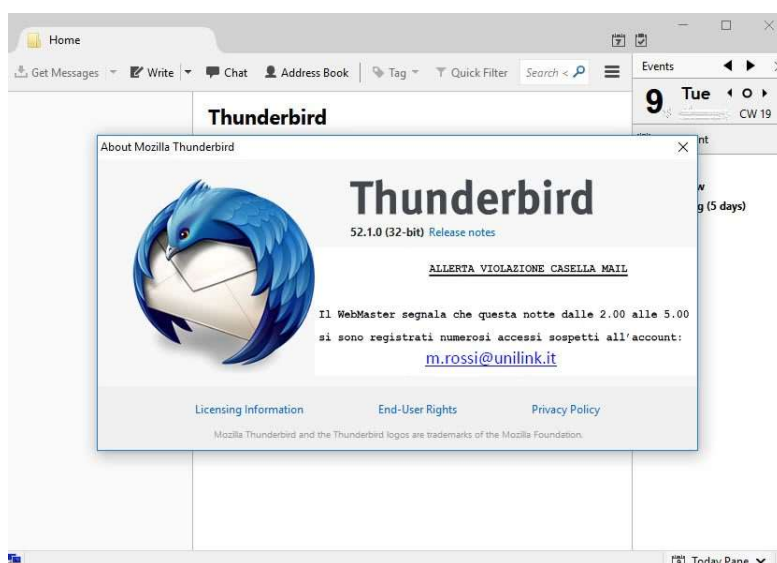 Home
Get Messages Write Chat Address Book Tag Quick Filter Search <
Events
9 Tue
CW 19
Thunderbird
About Mozilla Thunderbird
Thunderbird
52.1.0 (32-bit) Release notes
(5 days)
ALLERTA VIOLAZIONE CASELLA MAIL
Il WebMaster segnala che questa notte dalle 2.00 alle 5.00
si sono registrati numerosi accessi sospetti all'account:
m.rossi@unilink.it
Licensing Information End-User Rights Privacy Policy
Mozilla Thunderbird and the Thunderbird logos are trademarks of the Mozilla Foundation.
Today Pane